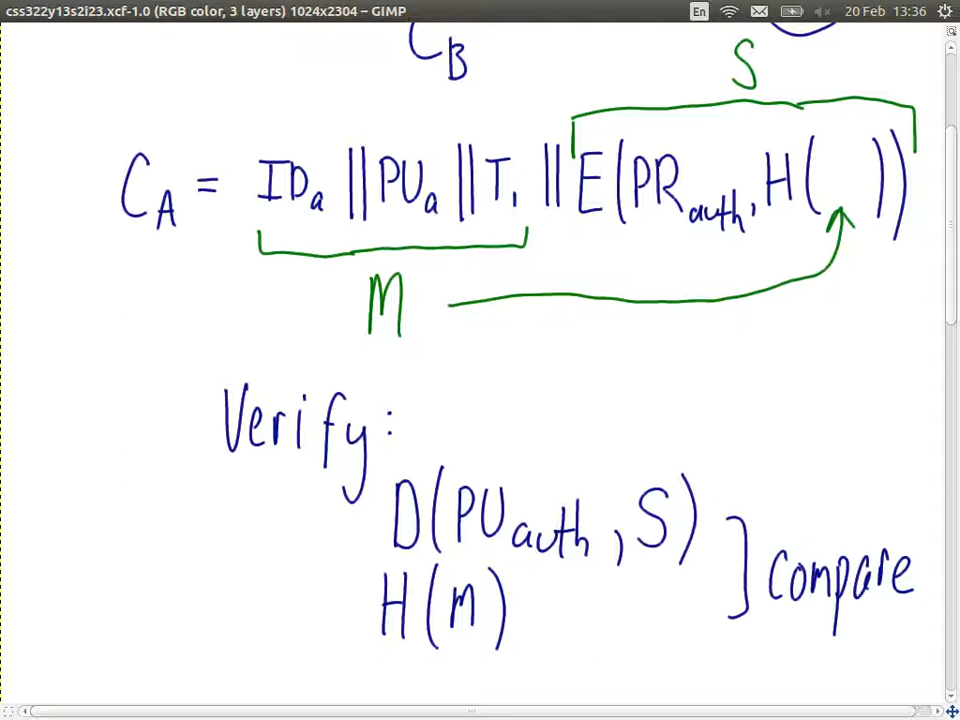 css322y13s2i23.xcf-1.0 (RGB color, 3 layers) 1024x2304 – GIMP En 20 Feb 13:36
C_B
S
C_A = ID_a || PU_a || T_1 || E(PR_auth, H( ))
M
Verify:
D(PU_auth, S)
H(M)
compare